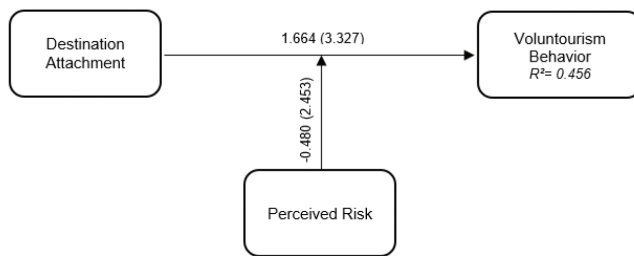 Destination
Attachment
1.664 (3.327)
Voluntourism
Behavior
R²= 0.456
-0.480 (2.453)
Perceived Risk